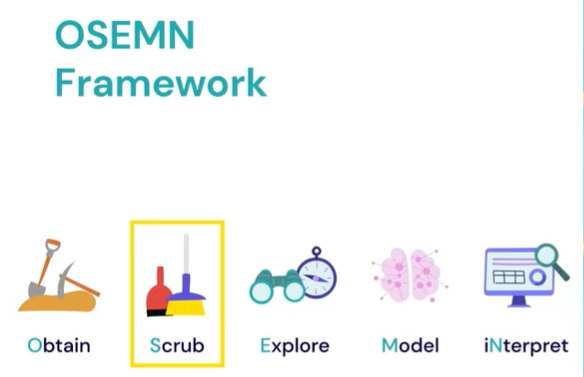 OSEMN
Framework
Obtain
Scrub
Explore
Model
iNterpret